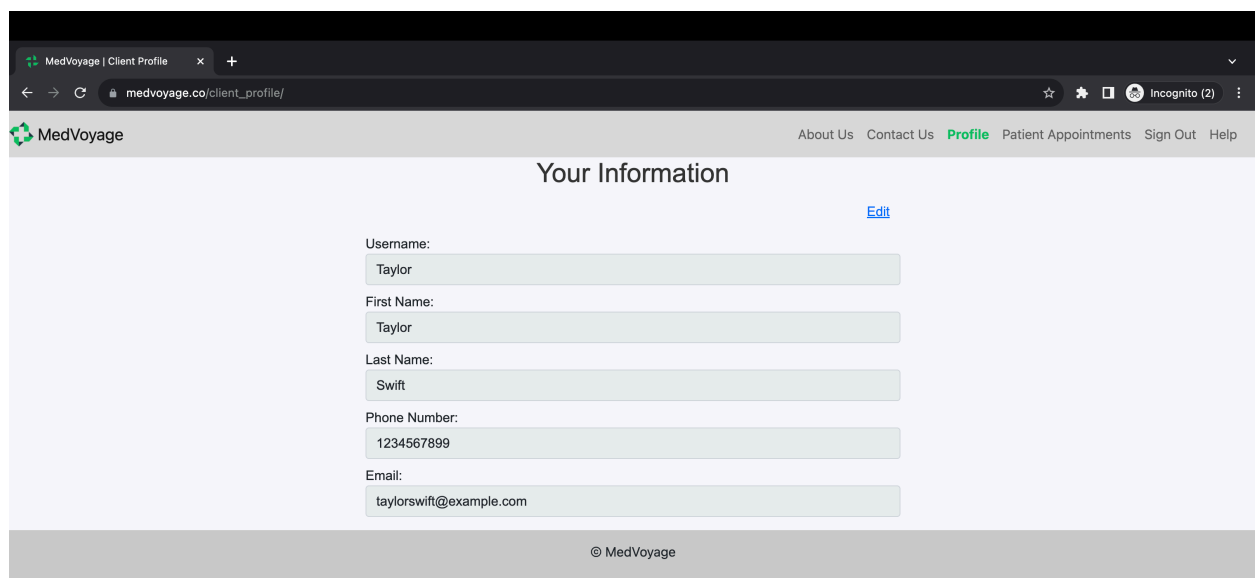 MedVoyage | Client Profile
medvoyage.co/client_profile/
Incognito (2)
MedVoyage
About Us Contact Us Profile Patient Appointments Sign Out Help
Your Information
Edit
Username:
Taylor
First Name:
Taylor
Last Name:
Swift
Phone Number:
1234567899
Email:
taylorswift@example.com
© MedVoyage